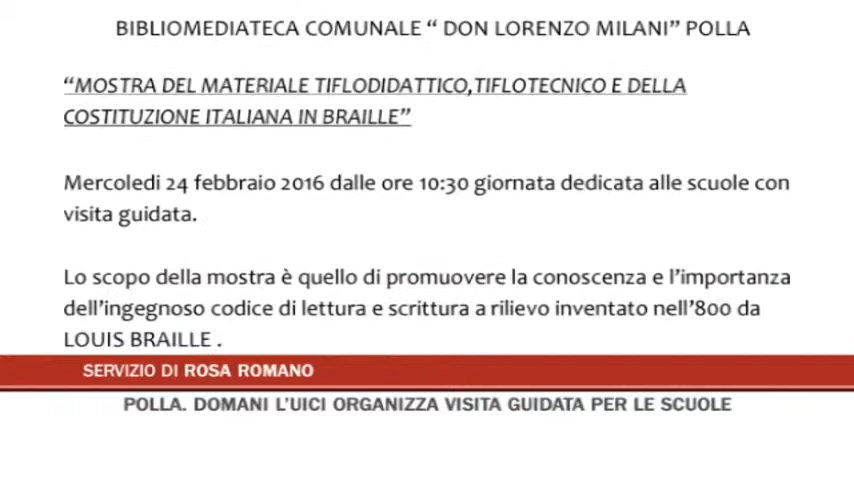 BIBLIOMEDIATECA COMUNALE “ DON LORENZO MILANI” POLLA
“MOSTRA DEL MATERIALE TIFLODIDATTICO,TIFLOTECNICO E DELLA
COSTITUZIONE ITALIANA IN BRAILLE”
Mercoledi 24 febbraio 2016 dalle ore 10:30 giornata dedicata alle scuole con
visita guidata.
Lo scopo della mostra è quello di promuovere la conoscenza e l’importanza
dell’ingegnoso codice di lettura e scrittura a rilievo inventato nell’800 da
LOUIS BRAILLE .
SERVIZIO DI ROSA ROMANO
POLLA. DOMANI L'UICI ORGANIZZA VISITA GUIDATA PER LE SCUOLE